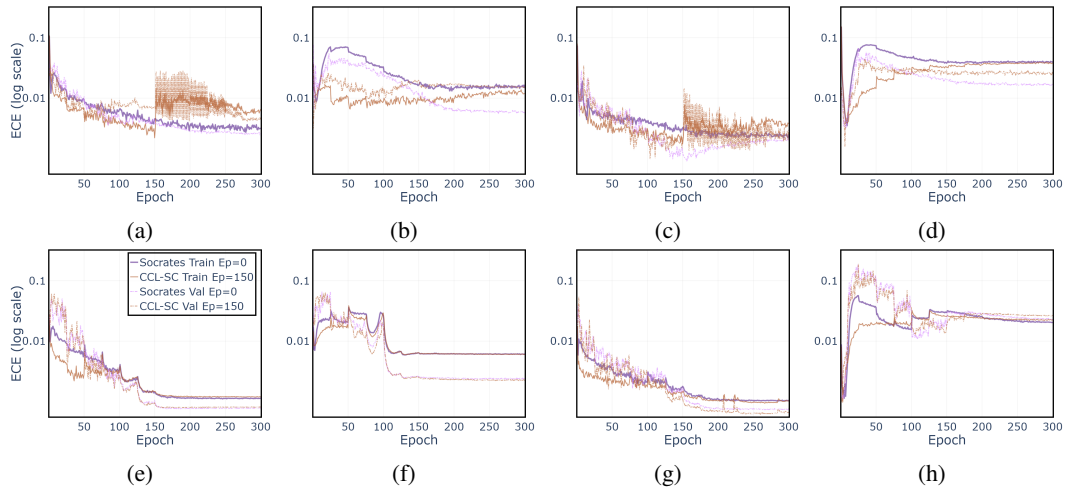 ECE (log scale)
0.1
0.01
50 100 150 200 250 300
Epoch
(a)
0.1
0.01
50 100 150 200 250 300
Epoch
(b)
0.1
0.01
50 100 150 200 250 300
Epoch
(c)
0.1
0.01
50 100 150 200 250 300
Epoch
(d)
ECE (log scale)
0.1
0.01
Socrates Train Ep=0
CCL-SC Train Ep=150
Socrates Val Ep=0
CCL-SC Val Ep=150
50 100 150 200 250 300
Epoch
(e)
0.1
0.01
50 100 150 200 250 300
Epoch
(f)
0.1
0.01
50 100 150 200 250 300
Epoch
(g)
0.1
0.01
50 100 150 200 250 300
Epoch
(h)